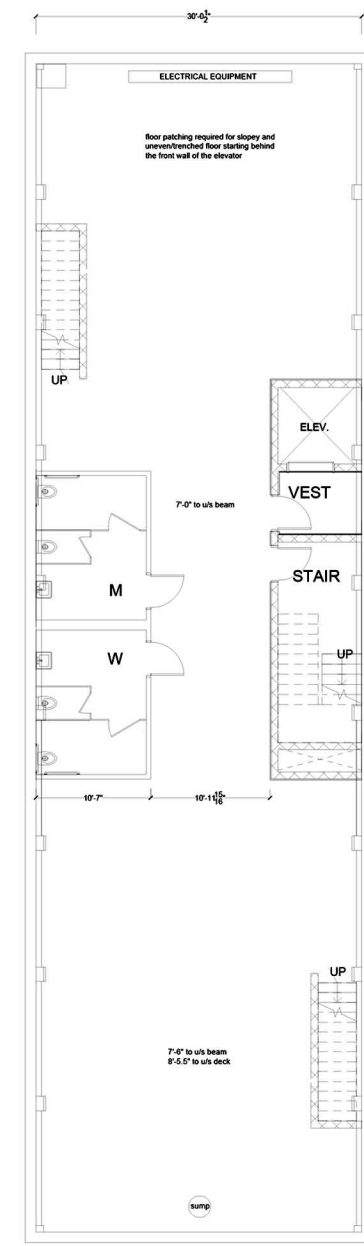 30'-0½"
ELECTRICAL EQUIPMENT
floor patching required for slopey and
uneven/trenched floor starting behind
the front wall of the elevator
UP
ELEV.
VEST
7'-0" to u/s beam
STAIR
M
W
UP
10'-7"
10'-11 15/16"
UP
7'-6" to u/s beam
8'-5.5" to u/s deck
sump